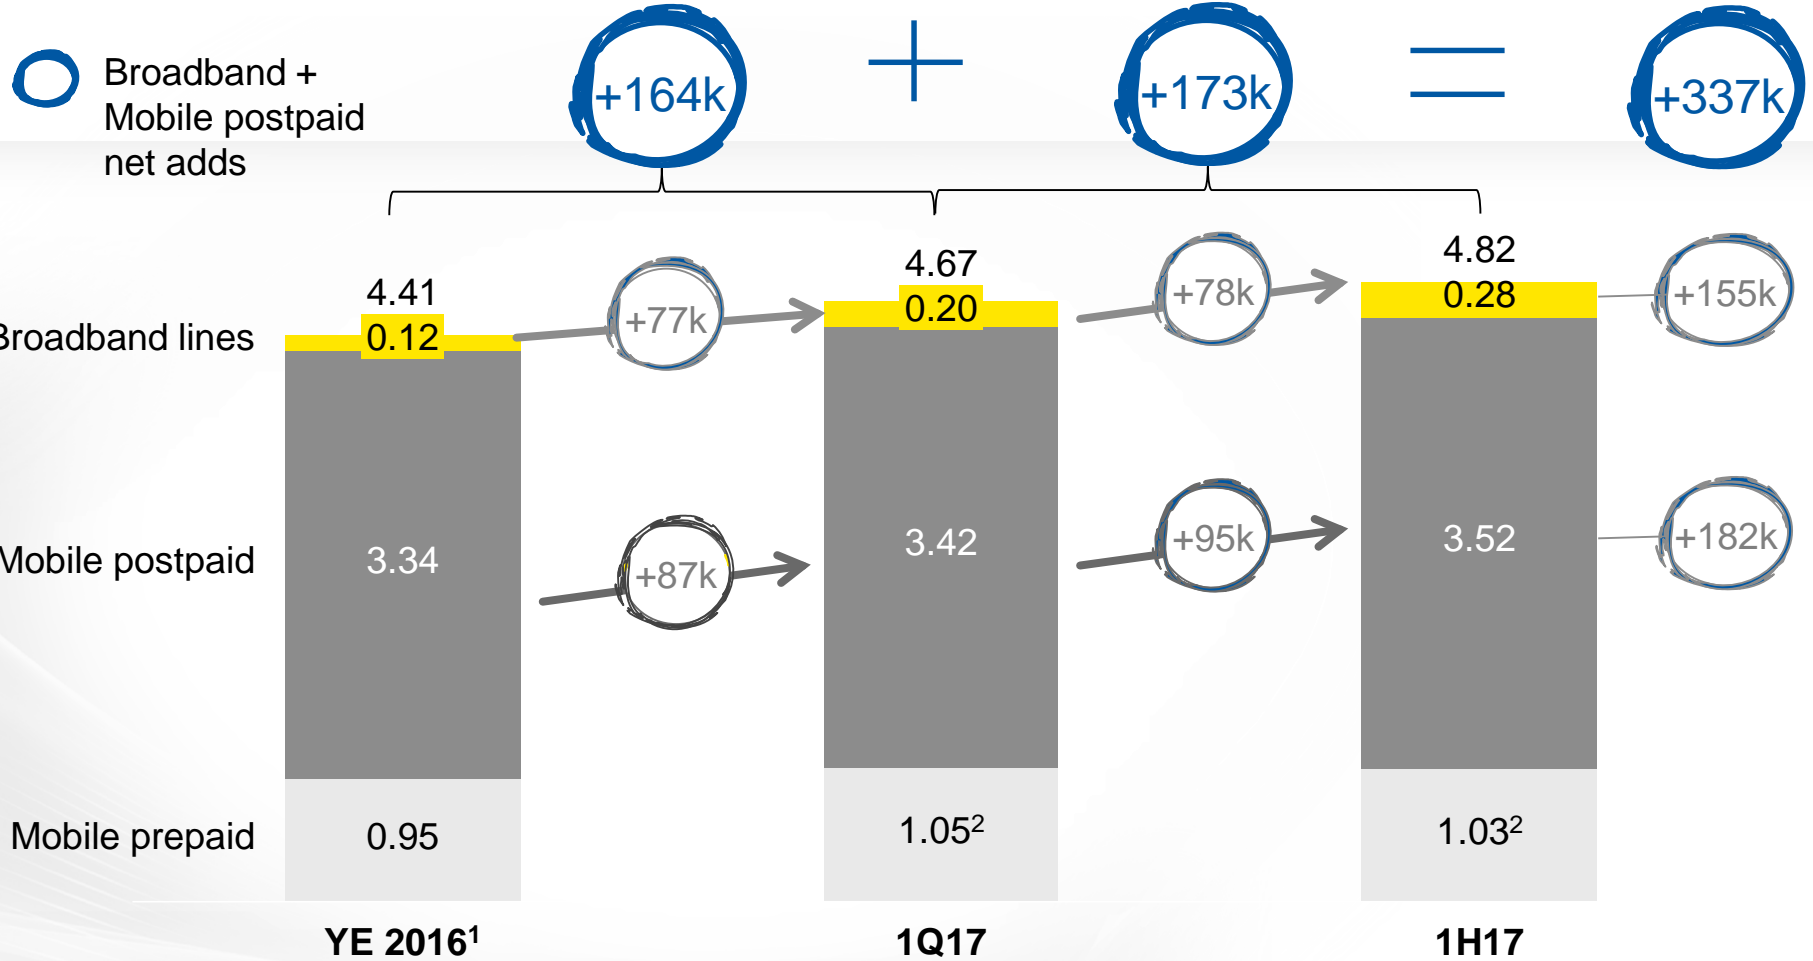 Broadband +
Mobile postpaid
net adds
+164k
+
+173k
=
+337k
4.41
4.67
4.82
Broadband lines
0.12
+77k
0.20
+78k
0.28
+155k
Mobile postpaid
3.34
+87k
3.42
+95k
3.52
+182k
Mobile prepaid
0.95
1.05²
1.03²
YE 2016¹
1Q17
1H17